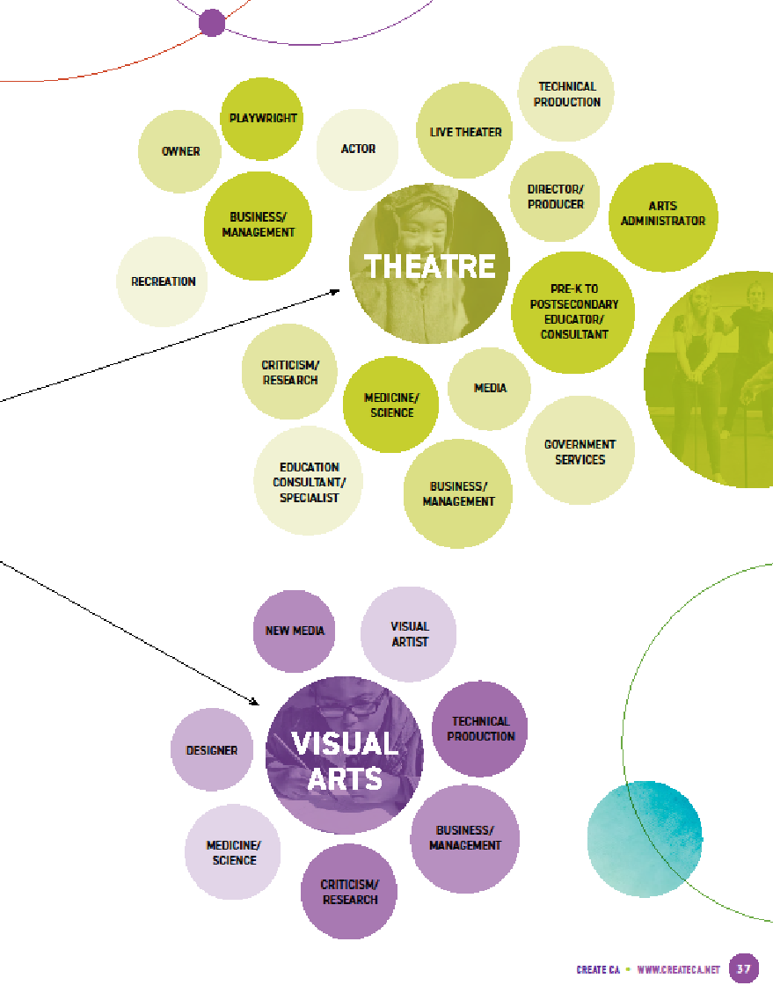 TECHNICAL
PRODUCTION
PLAYWRIGHT
LIVE THEATER
OWNER
ACTOR
DIRECTOR/
PRODUCER
ARTS
ADMINISTRATOR
BUSINESS/
MANAGEMENT
THEATRE
RECREATION
PRE-K TO
POSTSECONDARY
EDUCATOR/
CONSULTANT
CRITICISM/
RESEARCH
MEDICINE/
SCIENCE
MEDIA
GOVERNMENT
SERVICES
EDUCATION
CONSULTANT/
SPECIALIST
BUSINESS/
MANAGEMENT
NEW MEDIA
VISUAL
ARTIST
TECHNICAL
PRODUCTION
DESIGNER
VISUAL
ARTS
BUSINESS/
MANAGEMENT
MEDICINE/
SCIENCE
CRITICISM/
RESEARCH
CREATE CA • WWW.CREATECA.NET 37